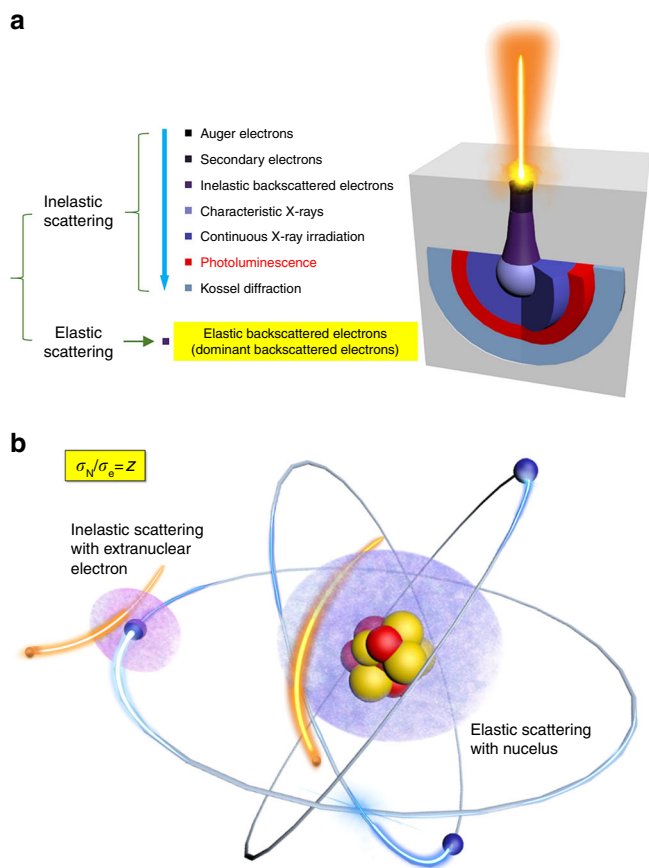 a
Inelastic
scattering
Auger electrons
Secondary electrons
Inelastic backscattered electrons
Characteristic X-rays
Continuous X-ray irradiation
Photoluminescence
Kossel diffraction
Elastic
scattering
Elastic backscattered electrons
(dominant backscattered electrons)
b
σN/σe=Z
Inelastic scattering
with extranuclear
electron
Elastic scattering
with nucelus